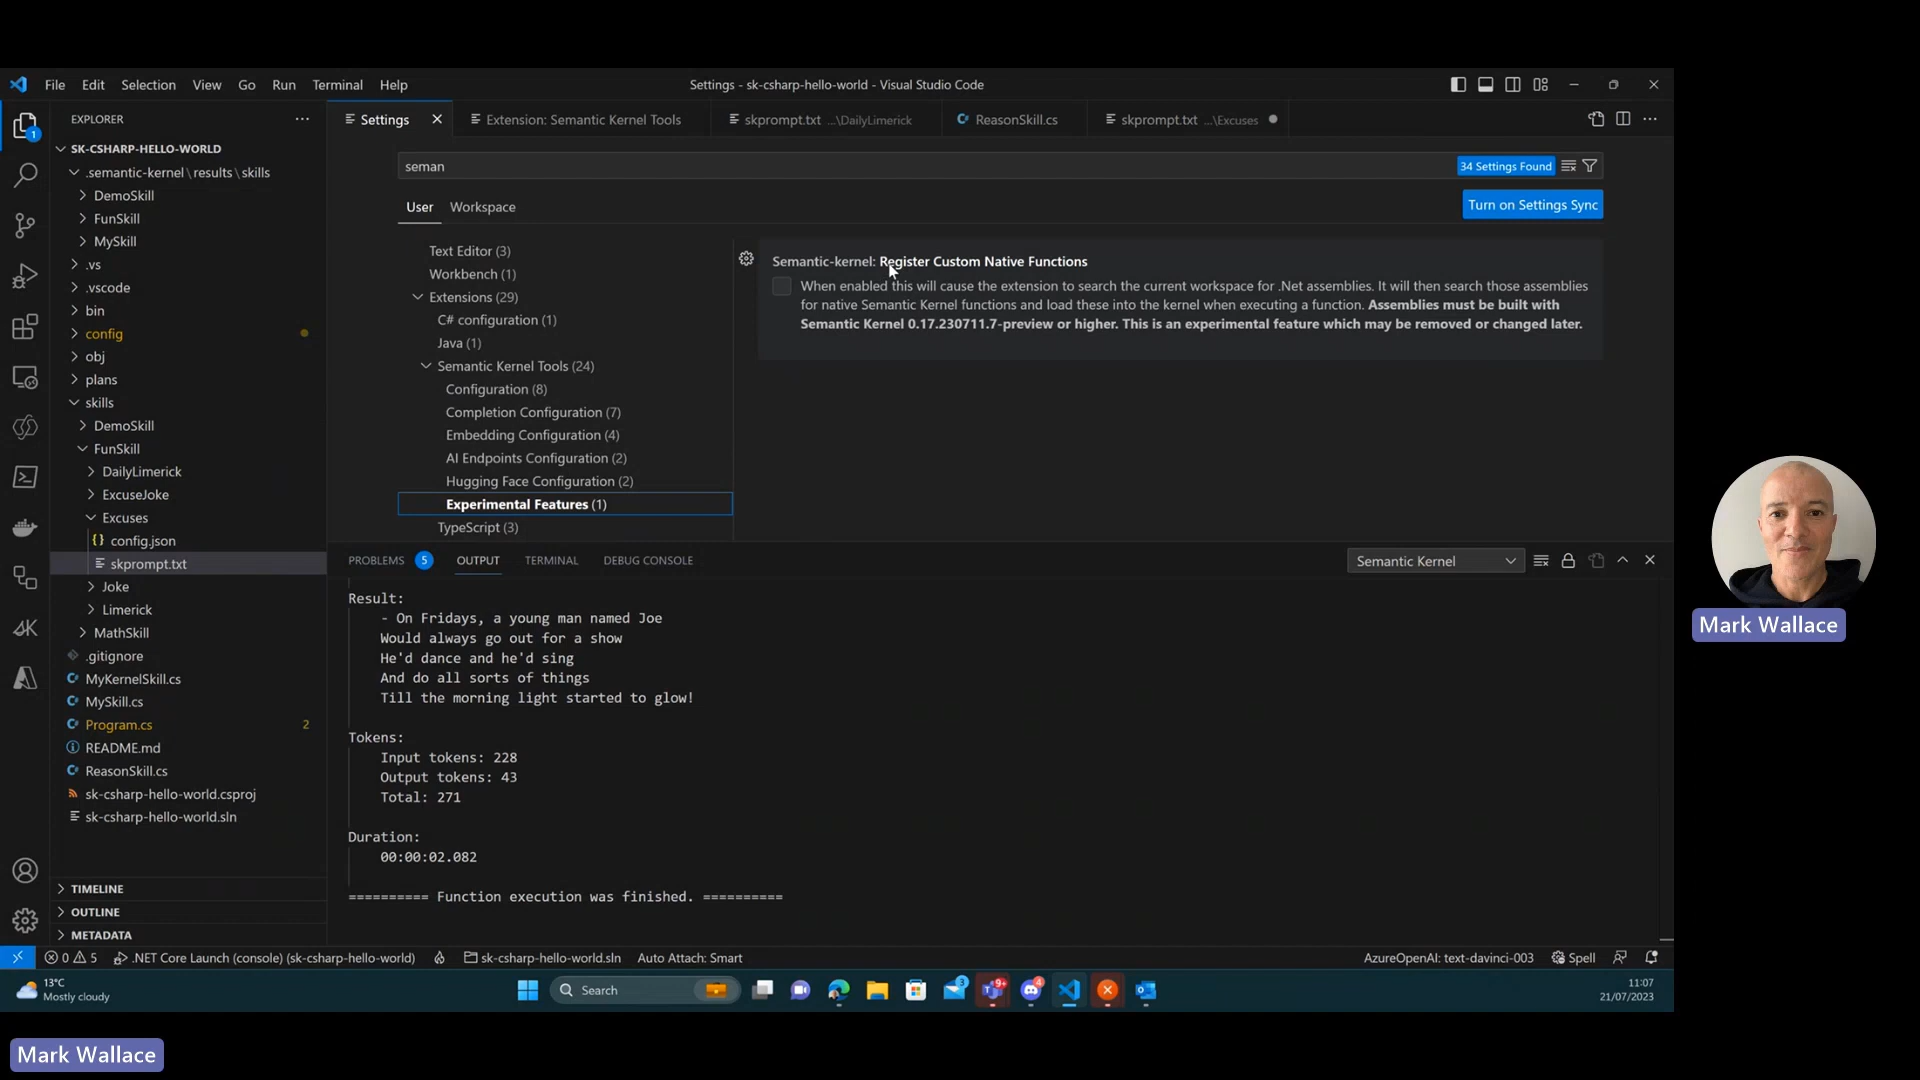 File Edit Selection View Go Run Terminal Help
Settings - sk-csharp-hello-world - Visual Studio Code
EXPLORER
Settings
Extension: Semantic Kernel Tools
skprompt.txt ...\DailyLimerick
ReasonSkill.cs
skprompt.txt ...\Excuses
1
SK-CSHARP-HELLO-WORLD
.semantic-kernel\results\skills
DemoSkill
FunSkill
MySkill
.vs
.vscode
bin
config
obj
plans
skills
DemoSkill
FunSkill
DailyLimerick
ExcuseJoke
Excuses
config.json
skprompt.txt
Joke
Limerick
MathSkill
.gitignore
MyKernelSkill.cs
MySkill.cs
Program.cs 2
README.md
ReasonSkill.cs
sk-csharp-hello-world.csproj
sk-csharp-hello-world.sln
TIMELINE
OUTLINE
METADATA
seman
34 Settings Found
User Workspace
Turn on Settings Sync
Text Editor (3)
Workbench (1)
Extensions (29)
C# configuration (1)
Java (1)
Semantic Kernel Tools (24)
Configuration (8)
Completion Configuration (7)
Embedding Configuration (4)
AI Endpoints Configuration (2)
Hugging Face Configuration (2)
Experimental Features (1)
TypeScript (3)
Semantic-kernel: Register Custom Native Functions
When enabled this will cause the extension to search the current workspace for .Net assemblies. It will then search those assemblies
for native Semantic Kernel functions and load these into the kernel when executing a function. Assemblies must be built with
Semantic Kernel 0.17.230711.7-preview or higher. This is an experimental feature which may be removed or changed later.
PROBLEMS 5 OUTPUT TERMINAL DEBUG CONSOLE
Semantic Kernel
Result:
- On Fridays, a young man named Joe
Would always go out for a show
He'd dance and he'd sing
And do all sorts of things
Till the morning light started to glow!
Tokens:
Input tokens: 228
Output tokens: 43
Total: 271
Duration:
00:00:02.082
========== Function execution was finished. ==========
0 5 .NET Core Launch (console) (sk-csharp-hello-world) sk-csharp-hello-world.sln Auto Attach: Smart
AzureOpenAI: text-davinci-003 Spell
13°C
Mostly cloudy
Search
3
9+
4
11:07
21/07/2023
Mark Wallace
Mark Wallace